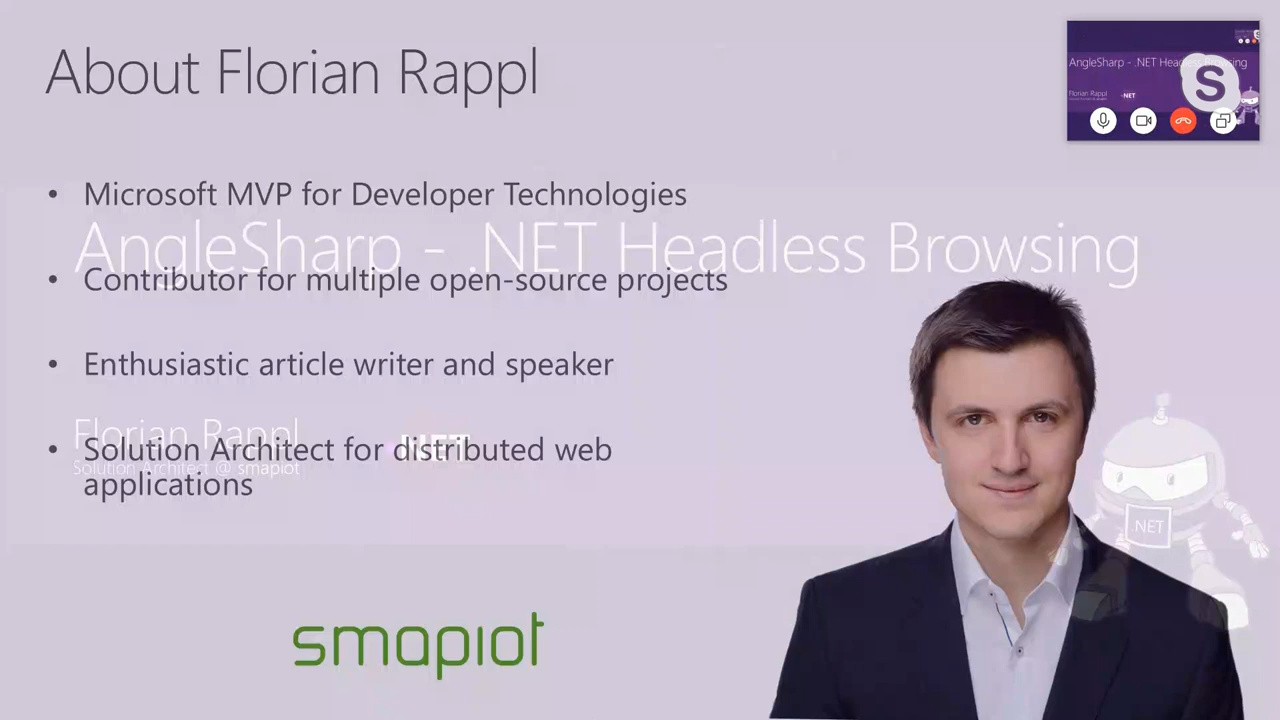 About Florian Rappl
AngleSharp - .NET Headless Browsing
Florian Rappl
.NET
S
• Microsoft MVP for Developer Technologies
AngleSharp - .NET Headless Browsing
• Contributor for multiple open-source projects
• Enthusiastic article writer and speaker
Florian Rappl
.NET
Solution Architect @ smapiot
• Solution Architect for distributed web
applications
.NET
smapiot